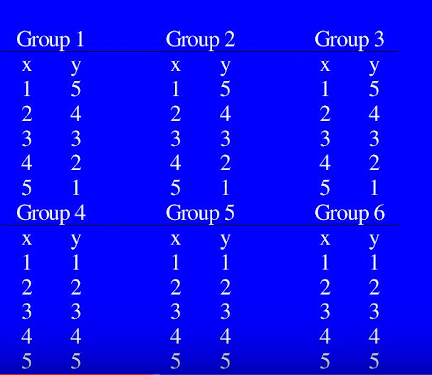 Group 1 Group 2 Group 3
x y x y x y
1 5 1 5 1 5
2 4 2 4 2 4
3 3 3 3 3 3
4 2 4 2 4 2
5 1 5 1 5 1
Group 4 Group 5 Group 6
x y x y x y
1 1 1 1 1 1
2 2 2 2 2 2
3 3 3 3 3 3
4 4 4 4 4 4
5 5 5 5 5 5